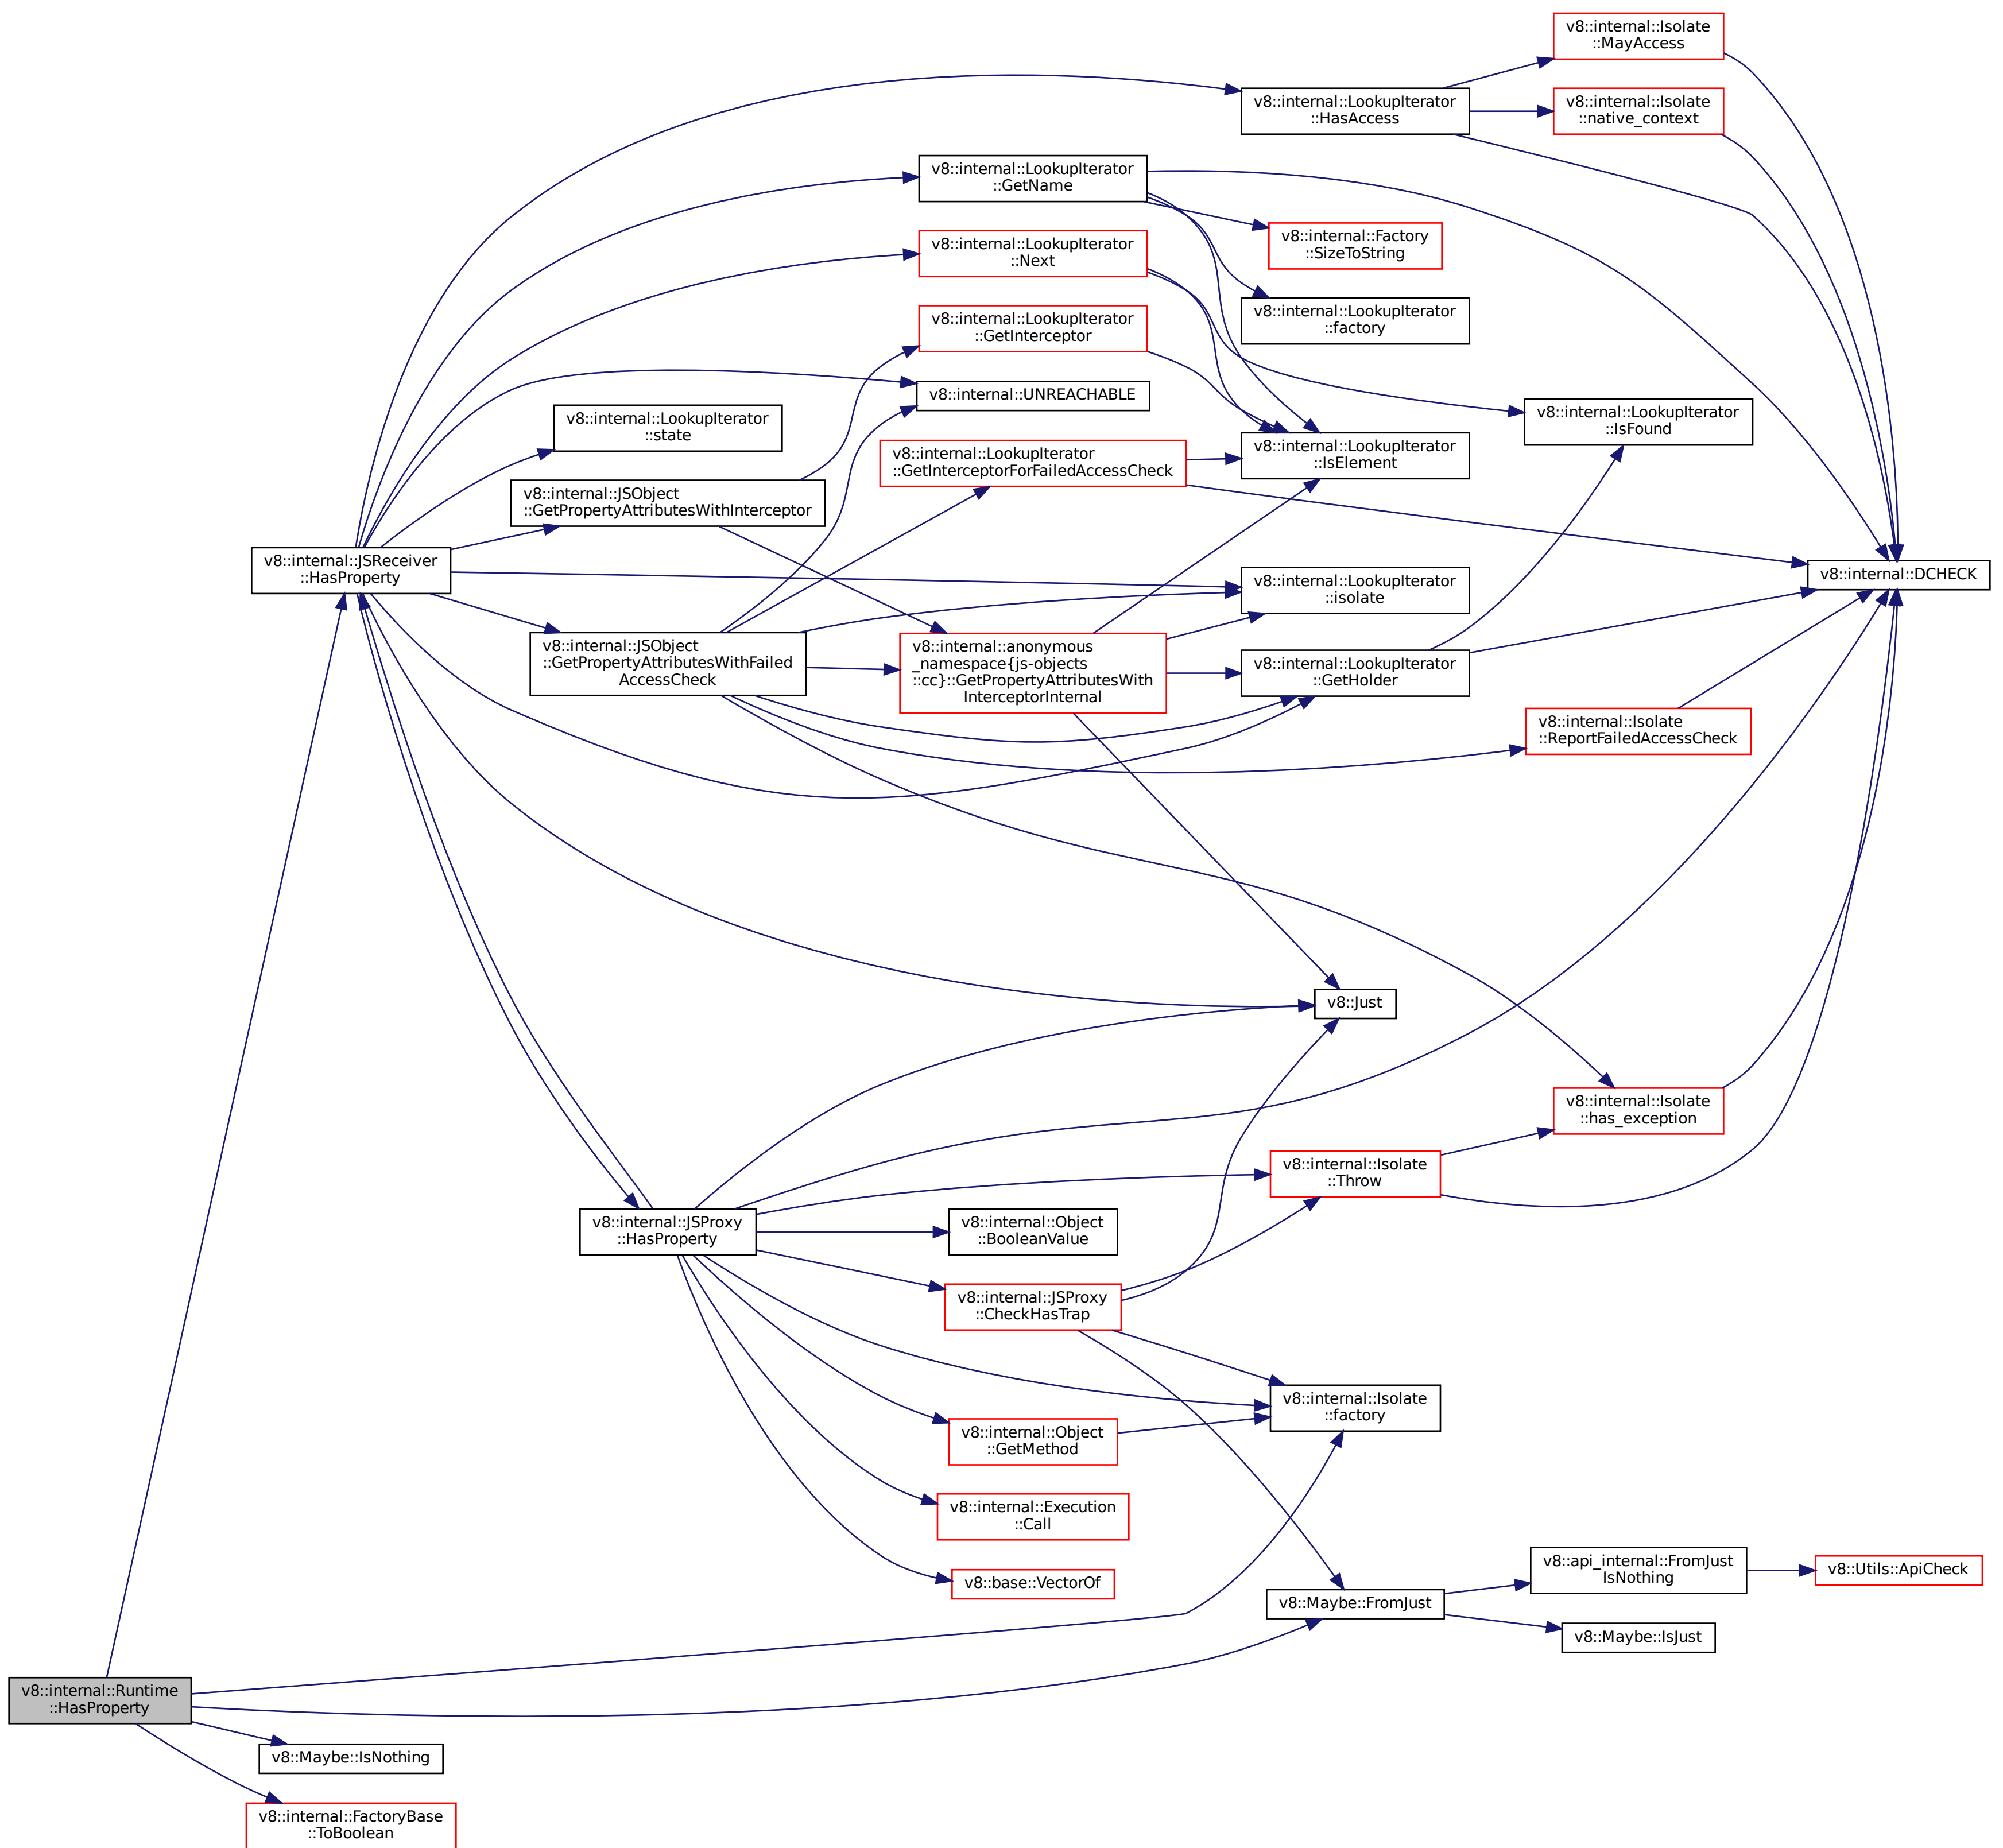 v8::internal::Isolate
::MayAccess
v8::internal::LookupIterator
::HasAccess
v8::internal::Isolate
::native_context
v8::internal::LookupIterator
::GetName
v8::internal::Factory
::SizeToString
v8::internal::LookupIterator
::Next
v8::internal::LookupIterator
::factory
v8::internal::LookupIterator
::GetInterceptor
v8::internal::UNREACHABLE
v8::internal::LookupIterator
::state
v8::internal::LookupIterator
::IsFound
v8::internal::LookupIterator
::GetInterceptorForFailedAccessCheck
v8::internal::LookupIterator
::IsElement
v8::internal::JSObject
::GetPropertyAttributesWithInterceptor
v8::internal::JSReceiver
::HasProperty
v8::internal::LookupIterator
::isolate
v8::internal::DCHECK
v8::internal::JSObject
::GetPropertyAttributesWithFailed
AccessCheck
v8::internal::anonymous
_namespace{js-objects
::cc}::GetPropertyAttributesWith
InterceptorInternal
v8::internal::LookupIterator
::GetHolder
v8::internal::Isolate
::ReportFailedAccessCheck
v8::Just
v8::internal::Isolate
::has_exception
v8::internal::Isolate
::Throw
v8::internal::JSProxy
::HasProperty
v8::internal::Object
::BooleanValue
v8::internal::JSProxy
::CheckHasTrap
v8::internal::Isolate
::factory
v8::internal::Object
::GetMethod
v8::internal::Execution
::Call
v8::base::VectorOf
v8::api_internal::FromJust
IsNothing
v8::Utils::ApiCheck
v8::Maybe::FromJust
v8::Maybe::IsJust
v8::internal::Runtime
::HasProperty
v8::Maybe::IsNothing
v8::internal::FactoryBase
::ToBoolean